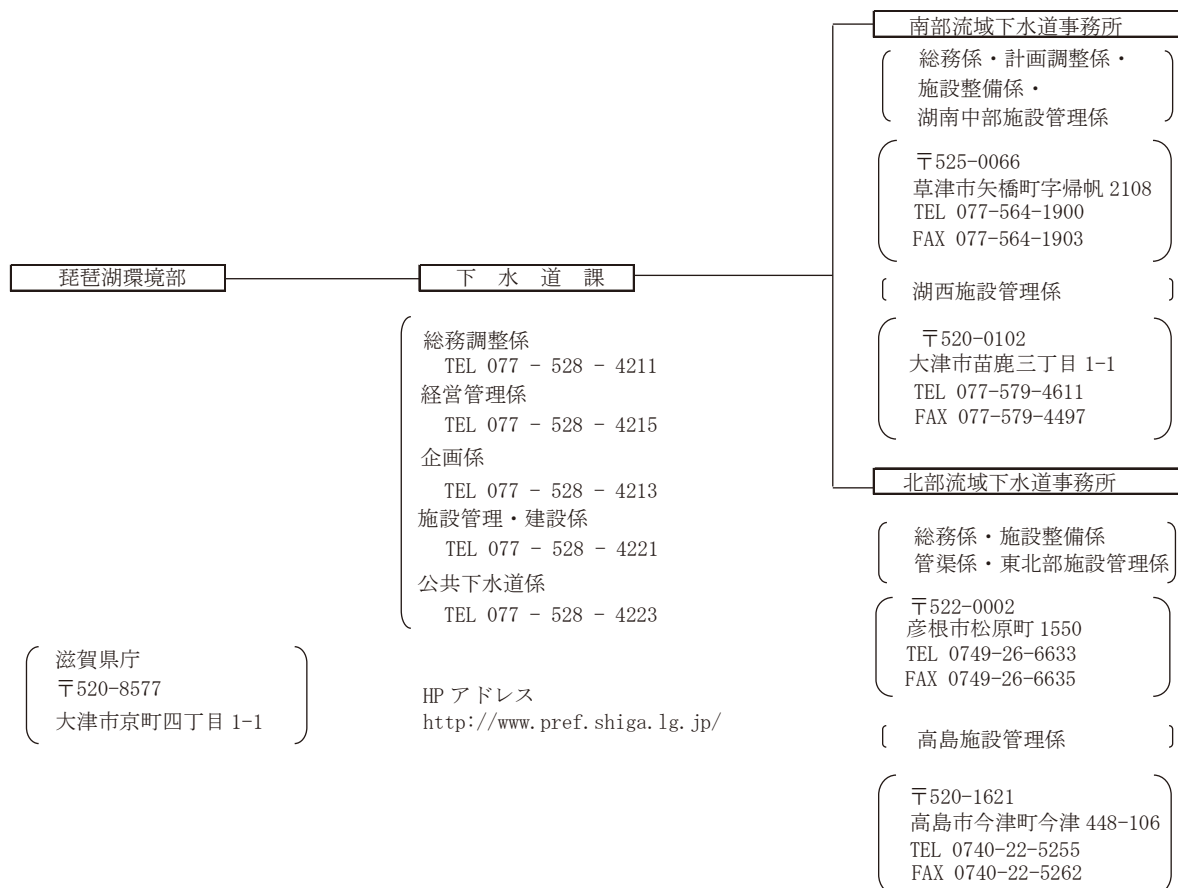 琵琶湖環境部
滋賀県庁
〒520-8577
大津市京町四丁目 1-1
下 水 道 課
総務調整係
TEL 077 - 528 - 4211
経営管理係
TEL 077 - 528 - 4215
企画係
TEL 077 - 528 - 4213
施設管理・建設係
TEL 077 - 528 - 4221
公共下水道係
TEL 077 - 528 - 4223
HP アドレス
http://www.pref.shiga.lg.jp/
南部流域下水道事務所
総務係・計画調整係・
施設整備係・
湖南中部施設管理係
〒525-0066
草津市矢橋町字帰帆 2108
TEL 077-564-1900
FAX 077-564-1903
湖西施設管理係
〒520-0102
大津市苗鹿三丁目 1-1
TEL 077-579-4611
FAX 077-579-4497
北部流域下水道事務所
総務係・施設整備係
管渠係・東北部施設管理係
〒522-0002
彦根市松原町 1550
TEL 0749-26-6633
FAX 0749-26-6635
高島施設管理係
〒520-1621
高島市今津町今津 448-106
TEL 0740-22-5255
FAX 0740-22-5262